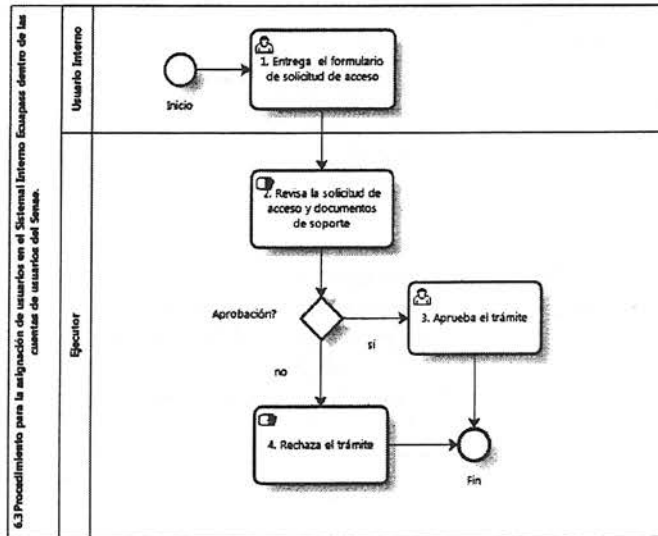 6.3 Procedimiento para la asignación de usuarios en el Sistemal Interno Ecuapass dentro de las
cuentas de usuarios del Senae.
Usuario Interno
Inicio
1. Entrega el formulario
de solicitud de acceso
Ejecutor
2. Revisa la solicitud de
acceso y documentos
de soporte
Aprobación?
sí
3. Aprueba el trámite
no
4. Rechaza el trámite
Fin